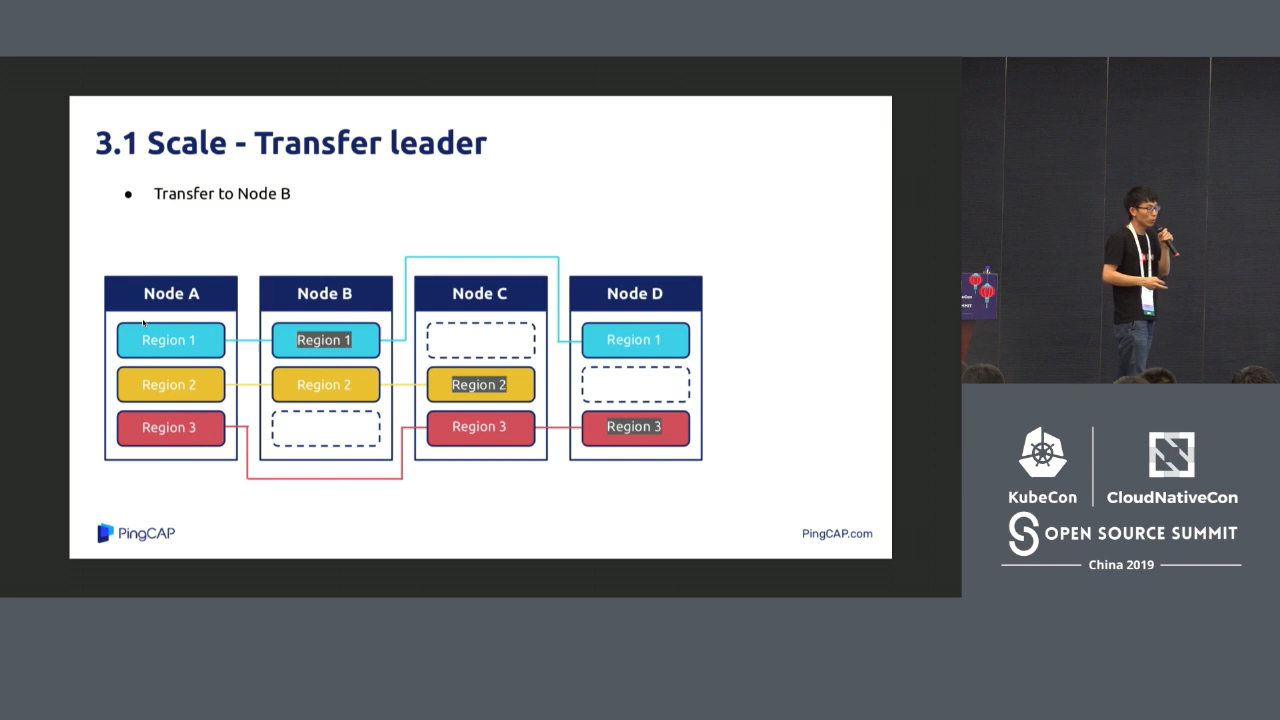 3.1 Scale - Transfer leader
● Transfer to Node B
Node A
Node B
Node C
Node D
Region 1
Region 1
Region 1
Region 2
Region 2
Region 2
Region 3
Region 3
Region 3
PingCAP
PingCAP.com
KubeCon
CloudNativeCon
OPEN SOURCE SUMMIT
China 2019